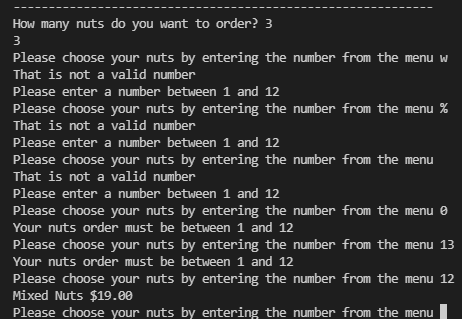 ------------------------------------------------------------
How many nuts do you want to order? 3
3
Please choose your nuts by entering the number from the menu w
That is not a valid number
Please enter a number between 1 and 12
Please choose your nuts by entering the number from the menu %
That is not a valid number
Please enter a number between 1 and 12
Please choose your nuts by entering the number from the menu
That is not a valid number
Please enter a number between 1 and 12
Please choose your nuts by entering the number from the menu 0
Your nuts order must be between 1 and 12
Please choose your nuts by entering the number from the menu 13
Your nuts order must be between 1 and 12
Please choose your nuts by entering the number from the menu 12
Mixed Nuts $19.00
Please choose your nuts by entering the number from the menu